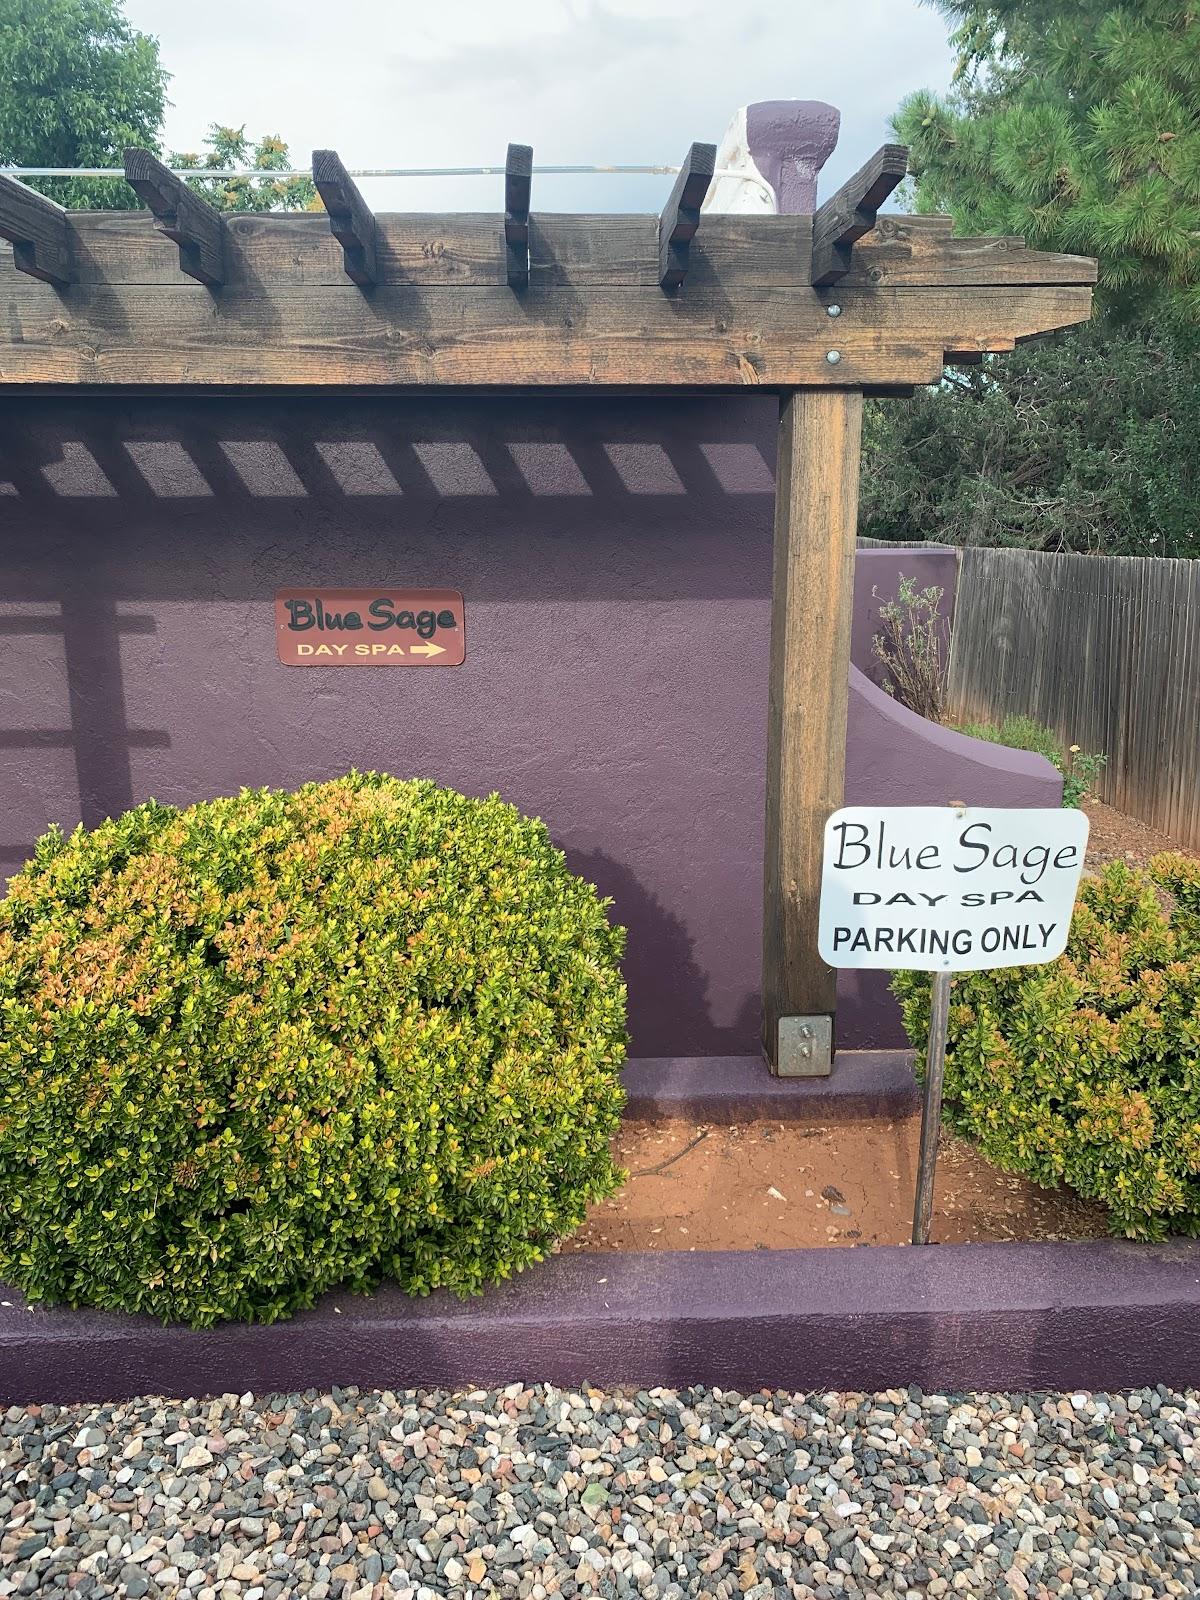 Blue Sage
DAY SPA →
Blue Sage
DAY SPA
PARKING ONLY